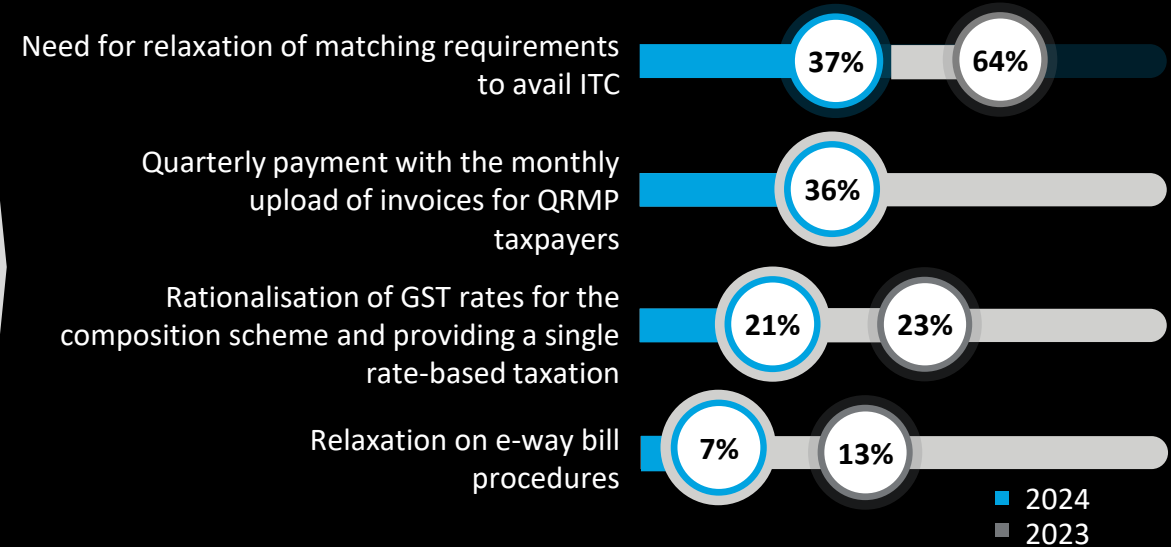 Need for relaxation of matching requirements
to avail ITC
37%
64%
Quarterly payment with the monthly
upload of invoices for QRMP
taxpayers
36%
Rationalisation of GST rates for the
composition scheme and providing a single
rate-based taxation
21%
23%
Relaxation on e-way bill
procedures
7%
13%
2024
2023